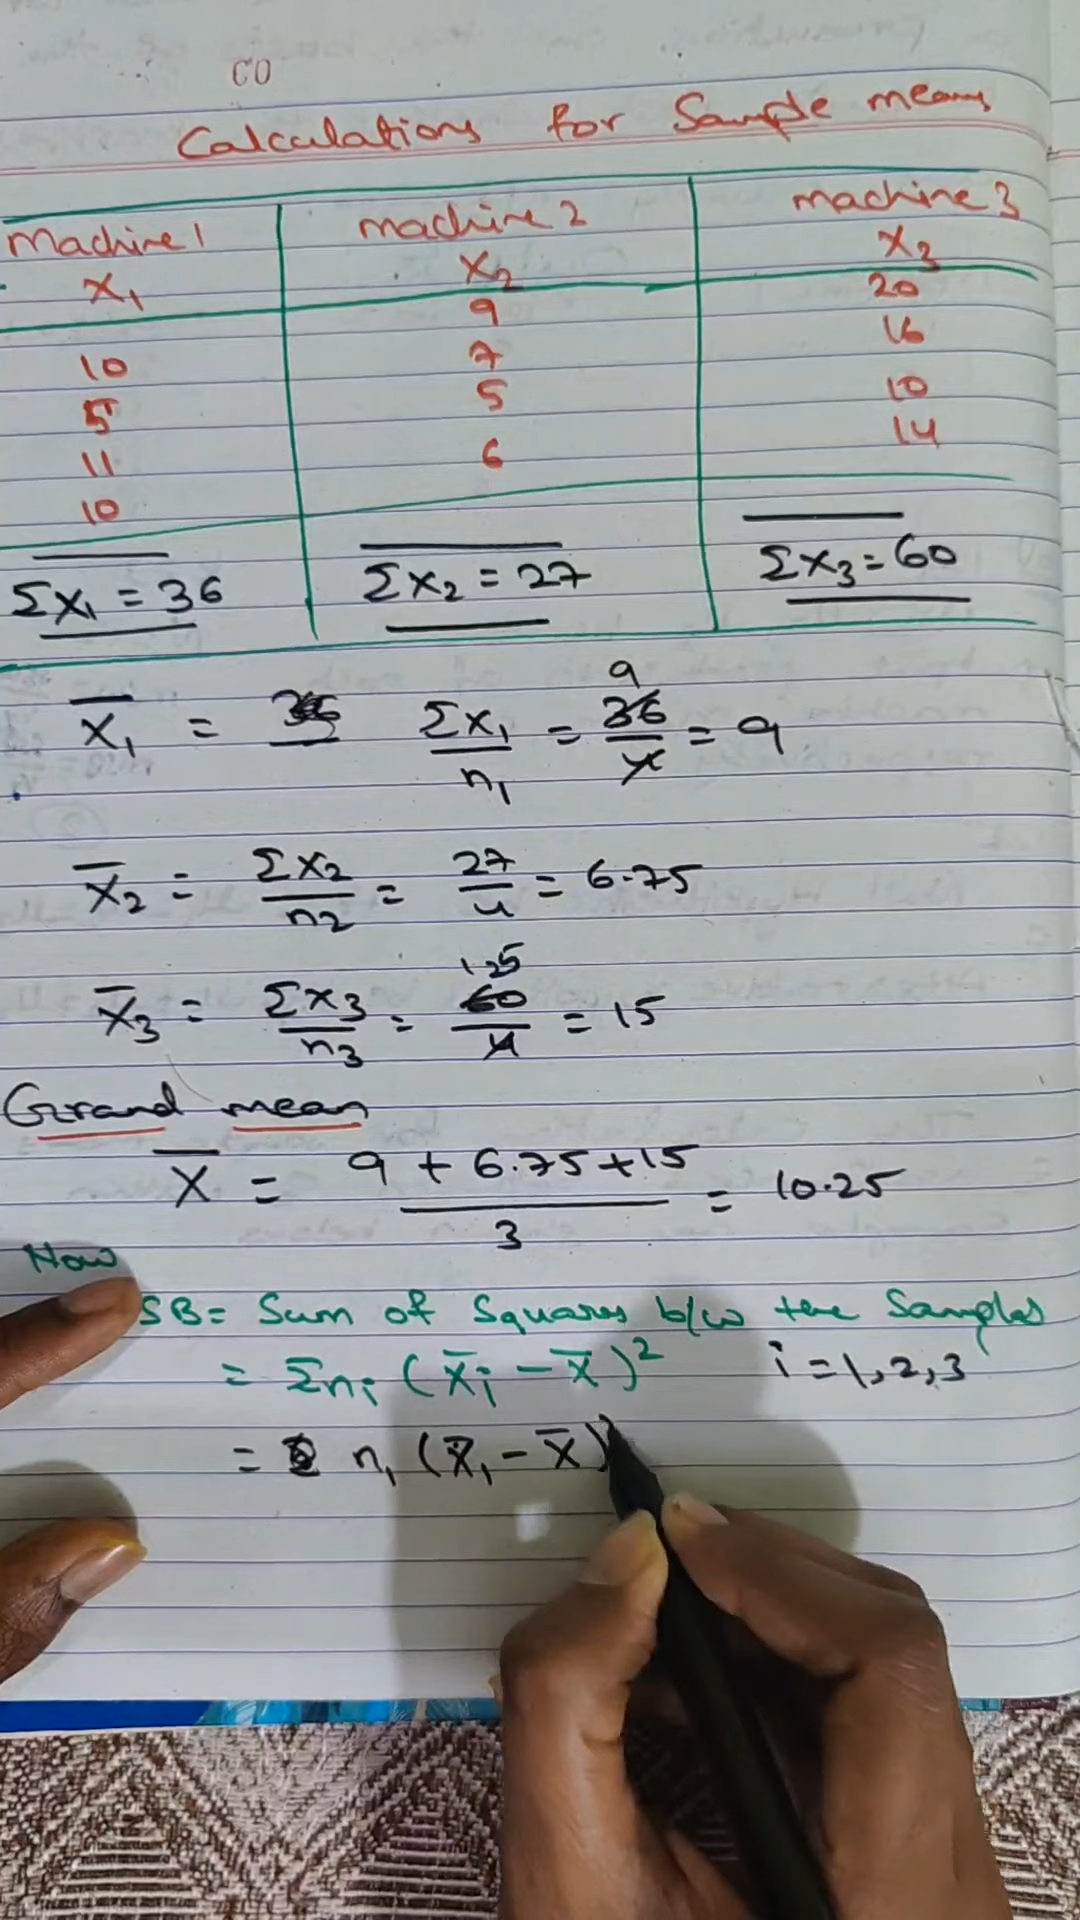 CO
Calculations for Sample means
Machine 1 machine 2 machine 3
X₁ X₂ X₃
10 9 20
5 7 16
11 5 10
10 6 14
ΣX₁ = 36 ΣX₂ = 27 ΣX₃ = 60
X̄₁ = 36 ΣX₁/n₁ = 36/4 9 = 9
X̄₂ = ΣX₂/n₂ = 27/4 = 6.75
X̄₃ = ΣX₃/n₃ = 60/4 = 15
Grand mean
X̄ = 9 + 6.75 + 15 / 3 = 10.25
Now
SB = Sum of Squares b/w the Samples
= Σnᵢ (X̄ᵢ - X̄)² i = 1, 2, 3
= n₁ (X̄₁ - X̄)